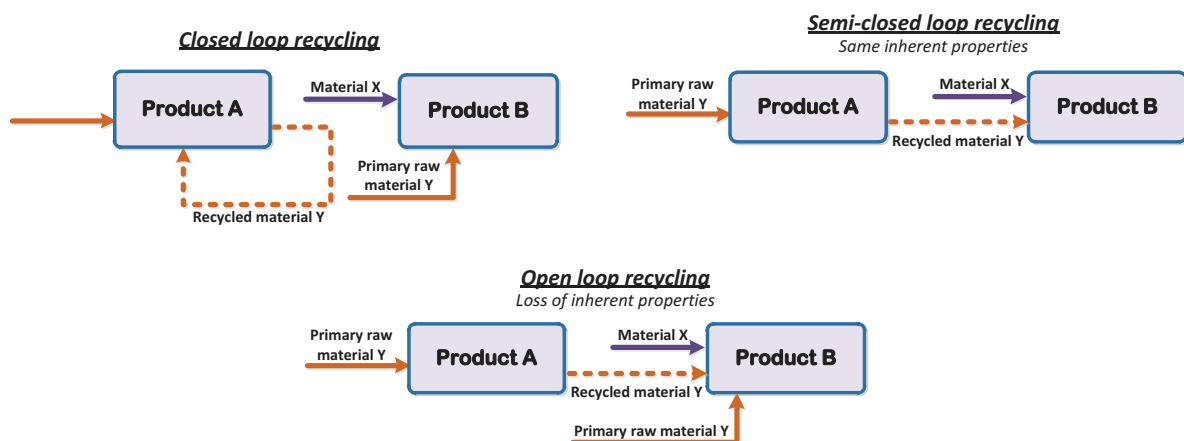 Closed loop recycling
Product A
Material X
Product B
Primary raw
material Y
Recycled material Y
Semi-closed loop recycling
Same inherent properties
Primary raw
material Y
Product A
Material X
Product B
Recycled material Y
Open loop recycling
Loss of inherent properties
Primary raw
material Y
Product A
Material X
Product B
Recycled material Y
Primary raw material Y